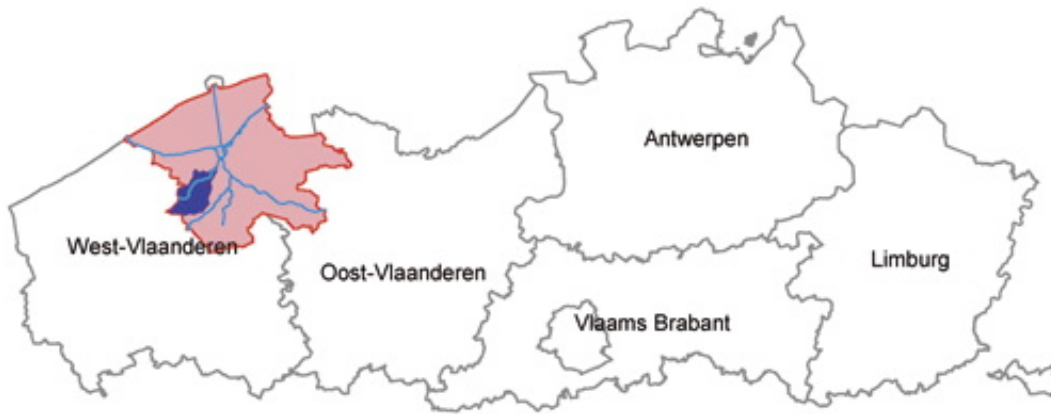 Antwerpen
West-Vlaanderen
Oost-Vlaanderen
Limburg
Vlaams Brabant